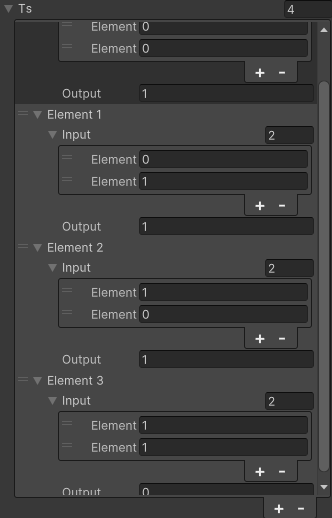 Ts 4
Element 0
Element 0
+ -
Output 1
Element 1
Input 2
Element 0
Element 1
+ -
Output 1
Element 2
Input 2
Element 1
Element 0
+ -
Output 1
Element 3
Input 2
Element 1
Element 1
+ -
Output 0
+ -